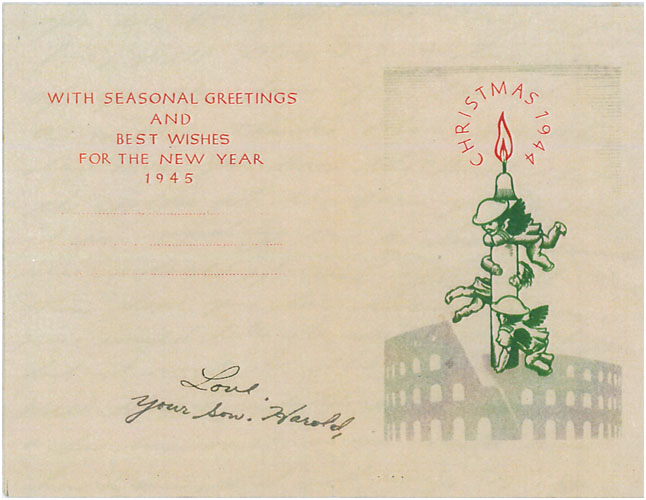 WITH SEASONAL GREETINGS
AND
BEST WISHES
FOR THE NEW YEAR
1945
Love
Your Son. Harold,
CHRISTMAS 1944